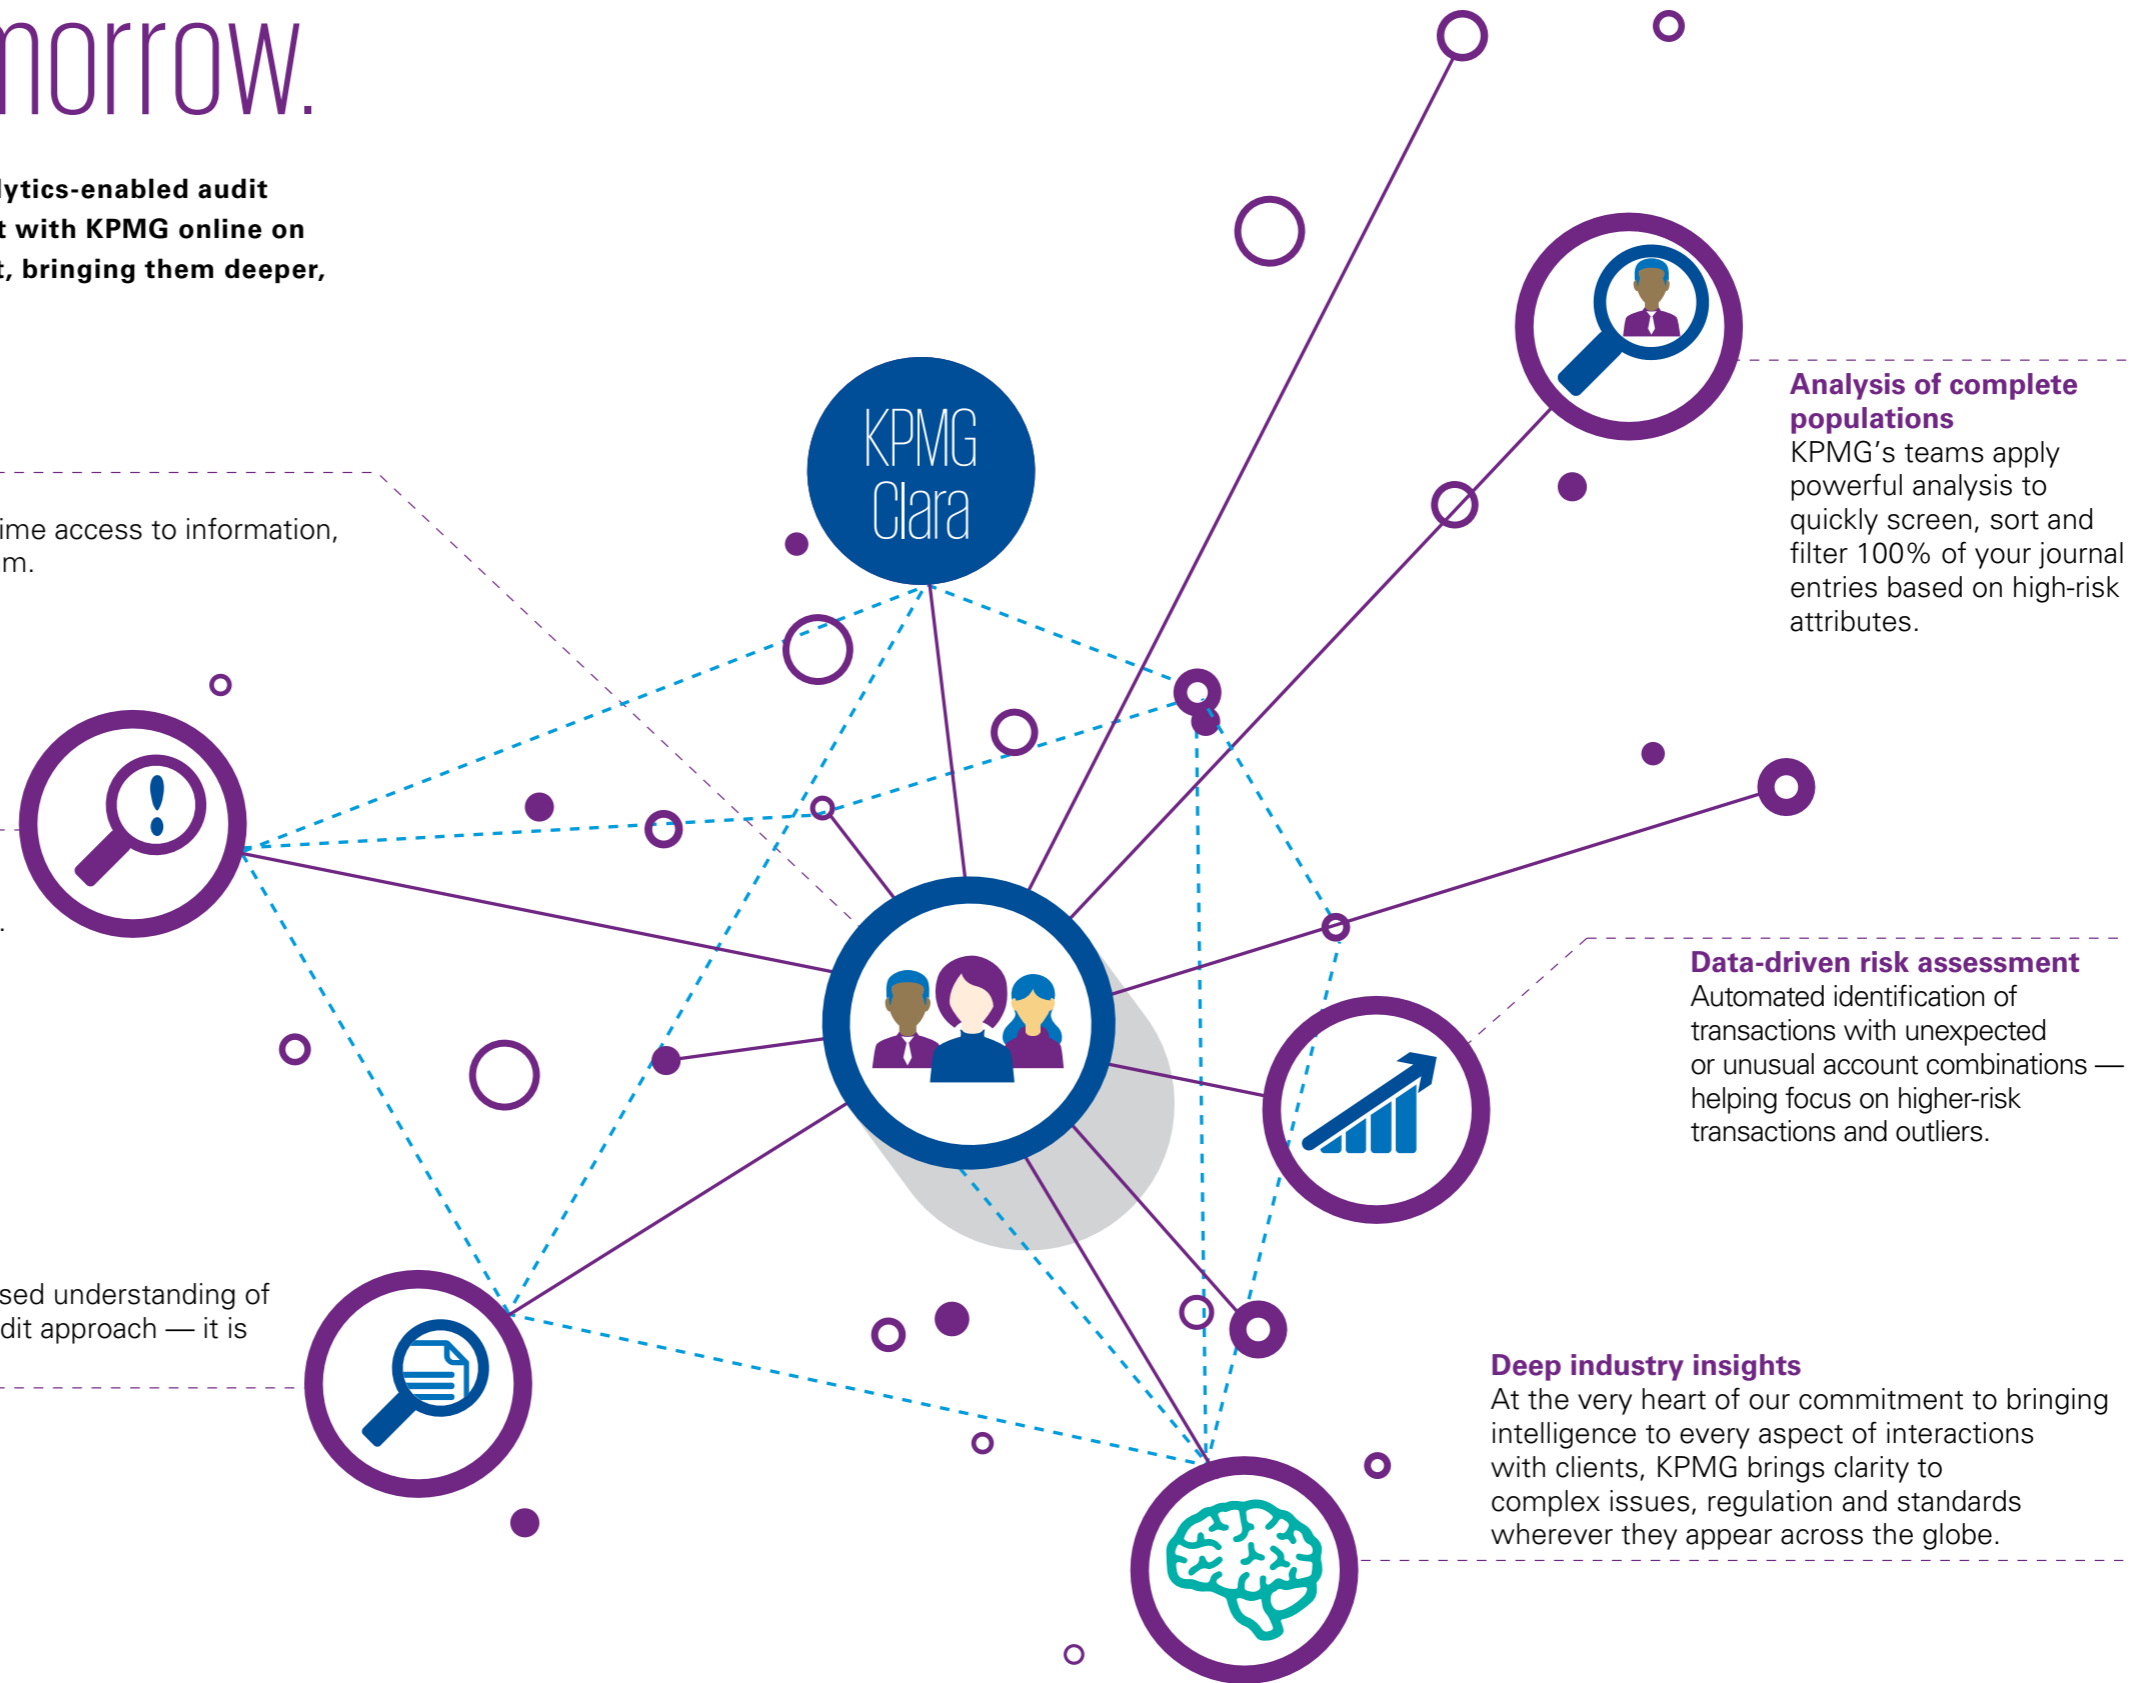 morrow.
lytics-enabled audit
t with KPMG online on
t, bringing them deeper,
KPMG
Clara
ime access to information,
m.
.
sed understanding of
dit approach — it is
Analysis of complete
populations
KPMG's teams apply
powerful analysis to
quickly screen, sort and
filter 100% of your journal
entries based on high-risk
attributes.
Data-driven risk assessment
Automated identification of
transactions with unexpected
or unusual account combinations —
helping focus on higher-risk
transactions and outliers.
Deep industry insights
At the very heart of our commitment to bringing
intelligence to every aspect of interactions
with clients, KPMG brings clarity to
complex issues, regulation and standards
wherever they appear across the globe.